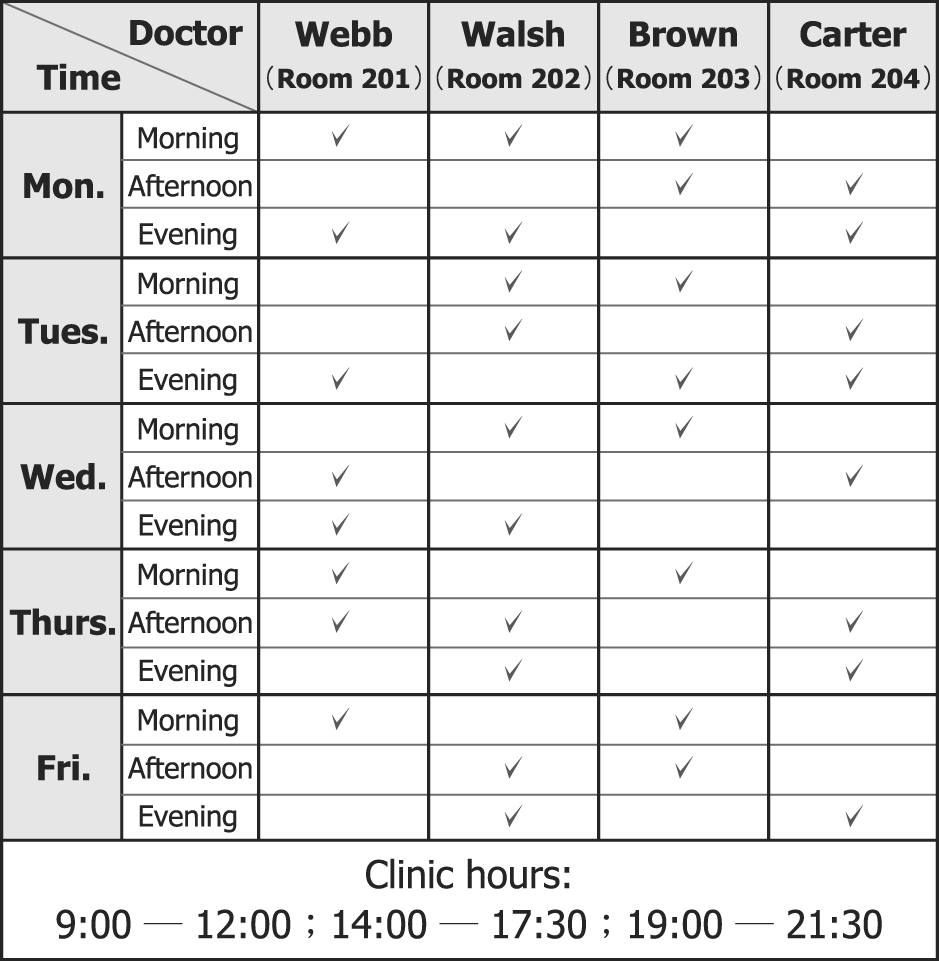 Doctor Webb Walsh Brown Carter
Time （Room 201） （Room 202） （Room 203） （Room 204）
Mon. Morning ✓ ✓ ✓
Afternoon ✓ ✓
Evening ✓ ✓ ✓
Tues. Morning ✓ ✓
Afternoon ✓ ✓
Evening ✓ ✓ ✓
Wed. Morning ✓ ✓
Afternoon ✓ ✓
Evening ✓ ✓
Thurs. Morning ✓ ✓
Afternoon ✓ ✓ ✓
Evening ✓ ✓
Fri. Morning ✓ ✓
Afternoon ✓ ✓
Evening ✓ ✓
Clinic hours:
9:00 — 12:00；14:00 — 17:30；19:00 — 21:30